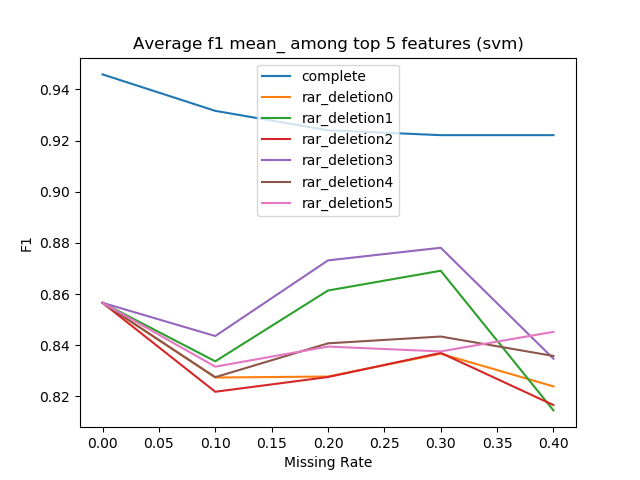 Average f1 mean_ among top 5 features (svm)
complete
rar_deletion0
rar_deletion1
rar_deletion2
rar_deletion3
rar_deletion4
rar_deletion5
F1
0.94
0.92
0.90
0.88
0.86
0.84
0.82
0.00 0.05 0.10 0.15 0.20 0.25 0.30 0.35 0.40
Missing Rate